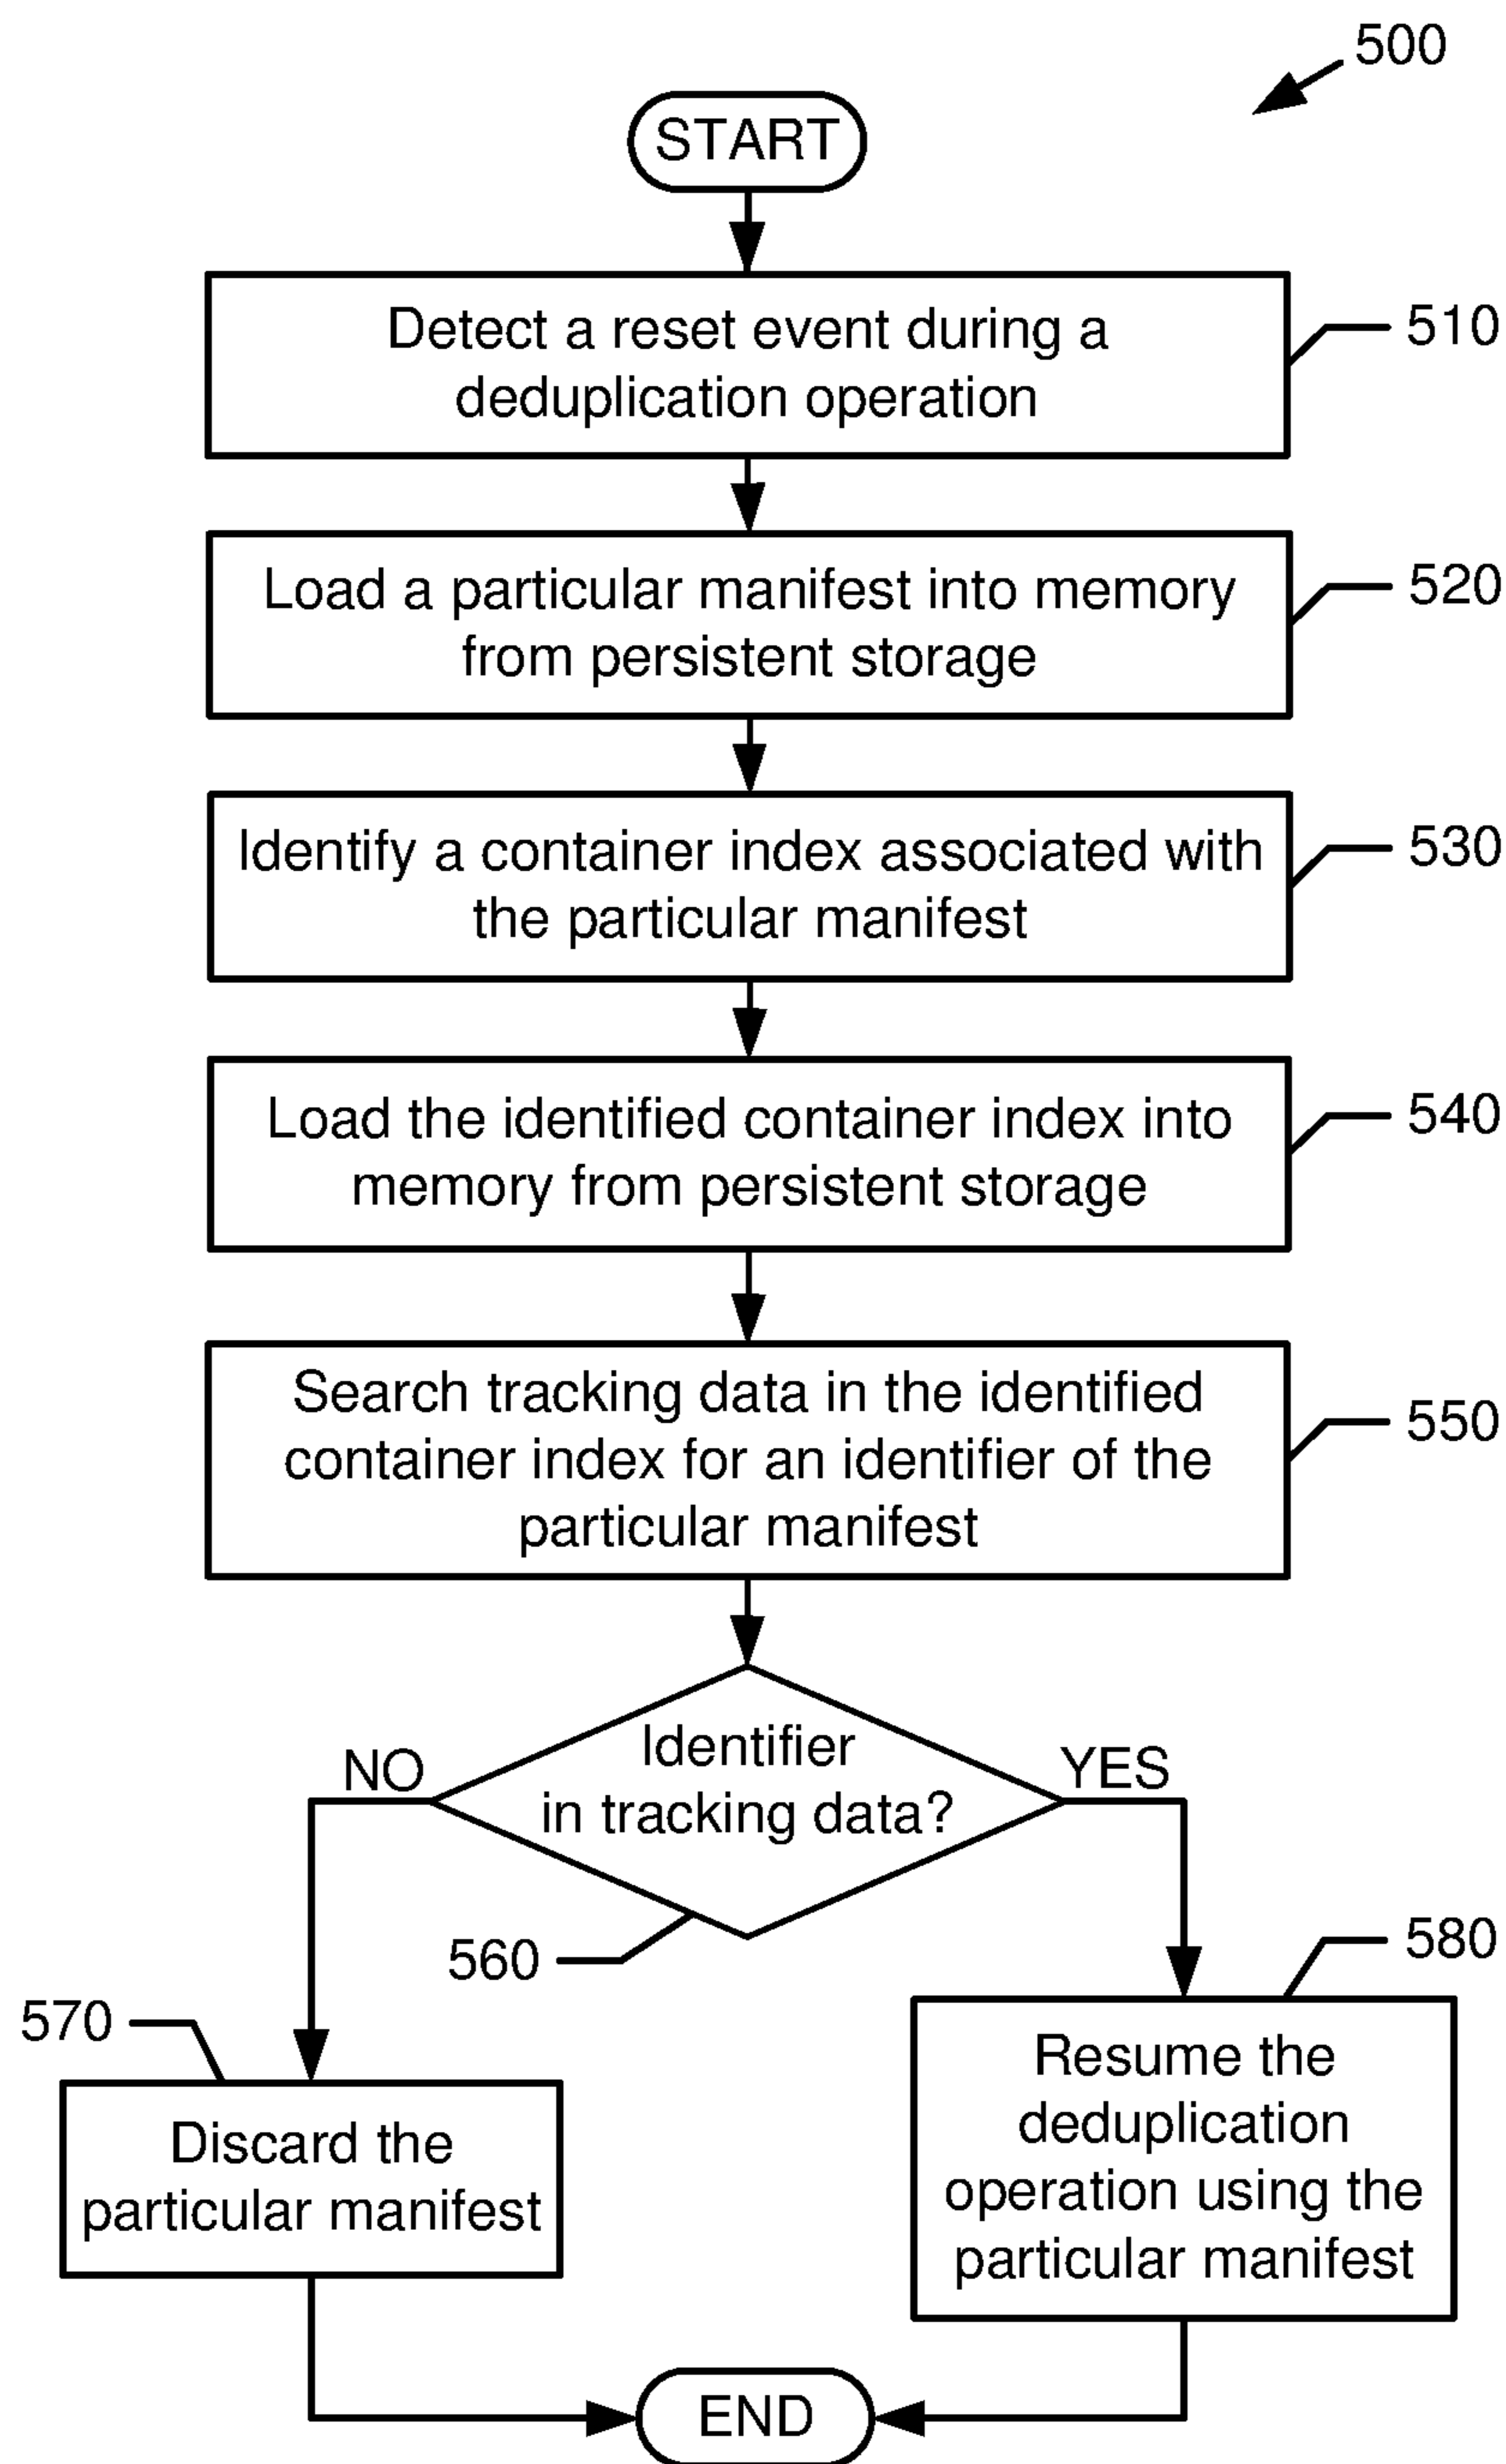 500
START
Detect a reset event during a
deduplication operation
510
Load a particular manifest into memory
from persistent storage
520
Identify a container index associated with
the particular manifest
530
Load the identified container index into
memory from persistent storage
540
Search tracking data in the identified
container index for an identifier of the
particular manifest
550
Identifier
in tracking data?
NO
YES
560
570
580
Discard the
particular manifest
Resume the
deduplication
operation using the
particular manifest
END